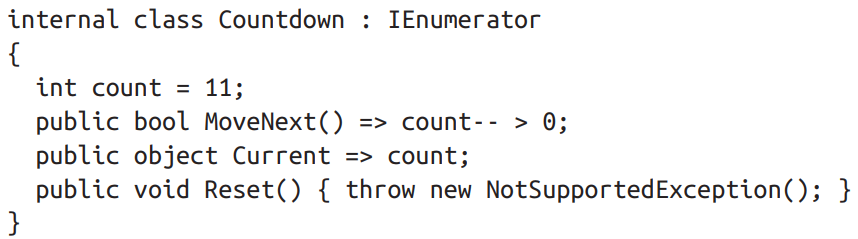 internal class Countdown : IEnumerator
{
  int count = 11;
  public bool MoveNext() => count-- > 0;
  public object Current => count;
  public void Reset() { throw new NotSupportedException(); }
}